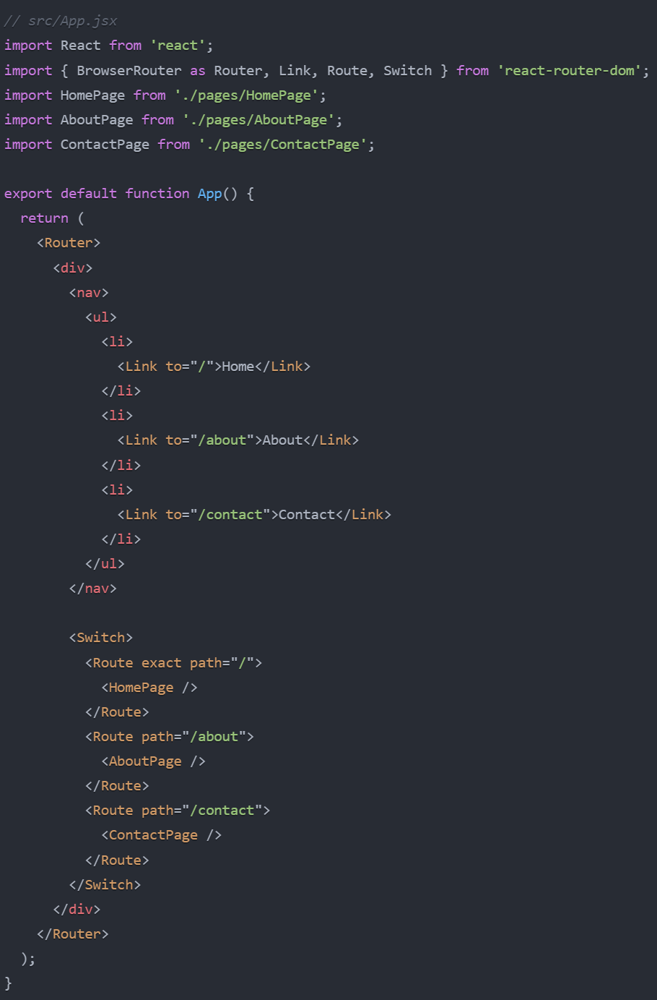 // src/App.jsx
import React from 'react';
import { BrowserRouter as Router, Link, Route, Switch } from 'react-router-dom';
import HomePage from './pages/HomePage';
import AboutPage from './pages/AboutPage';
import ContactPage from './pages/ContactPage';

export default function App() {
  return (
    <Router>
      <div>
        <nav>
          <ul>
            <li>
              <Link to="/">Home</Link>
            </li>
            <li>
              <Link to="/about">About</Link>
            </li>
            <li>
              <Link to="/contact">Contact</Link>
            </li>
          </ul>
        </nav>

        <Switch>
          <Route exact path="/">
            <HomePage />
          </Route>
          <Route path="/about">
            <AboutPage />
          </Route>
          <Route path="/contact">
            <ContactPage />
          </Route>
        </Switch>
      </div>
    </Router>
  );
}